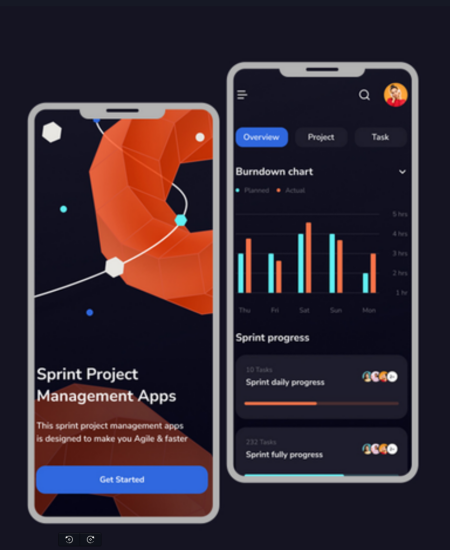 Sprint Project
Management Apps
This sprint project management apps
is designed to make you Agile & faster
Get Started
Overview
Project
Task
Burndown chart
Planned
Actual
5 hrs
4 hrs
3 hrs
2 hrs
1 hr
Thu
Fri
Sat
Sun
Mon
Sprint progress
10 Tasks
Sprint daily progress
232 Tasks
Sprint fully progress